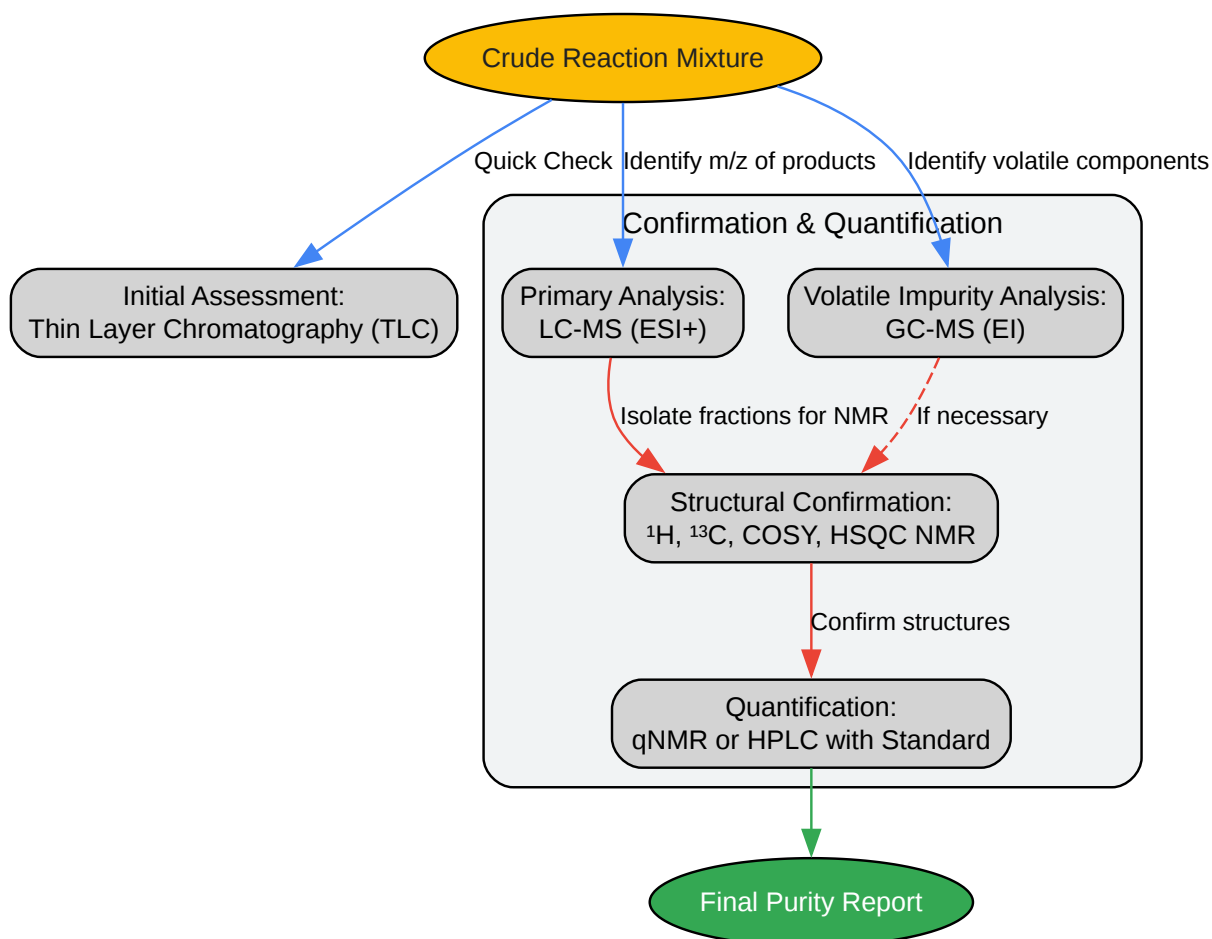 Crude Reaction Mixture
Quick Check
Identify m/z of products
Identify volatile components
Confirmation & Quantification
Initial Assessment:
Thin Layer Chromatography (TLC)
Primary Analysis:
LC-MS (ESI+)
Volatile Impurity Analysis:
GC-MS (EI)
Isolate fractions for NMR
If necessary
Structural Confirmation:
¹H, ¹³C, COSY, HSQC NMR
Confirm structures
Quantification:
qNMR or HPLC with Standard
Final Purity Report